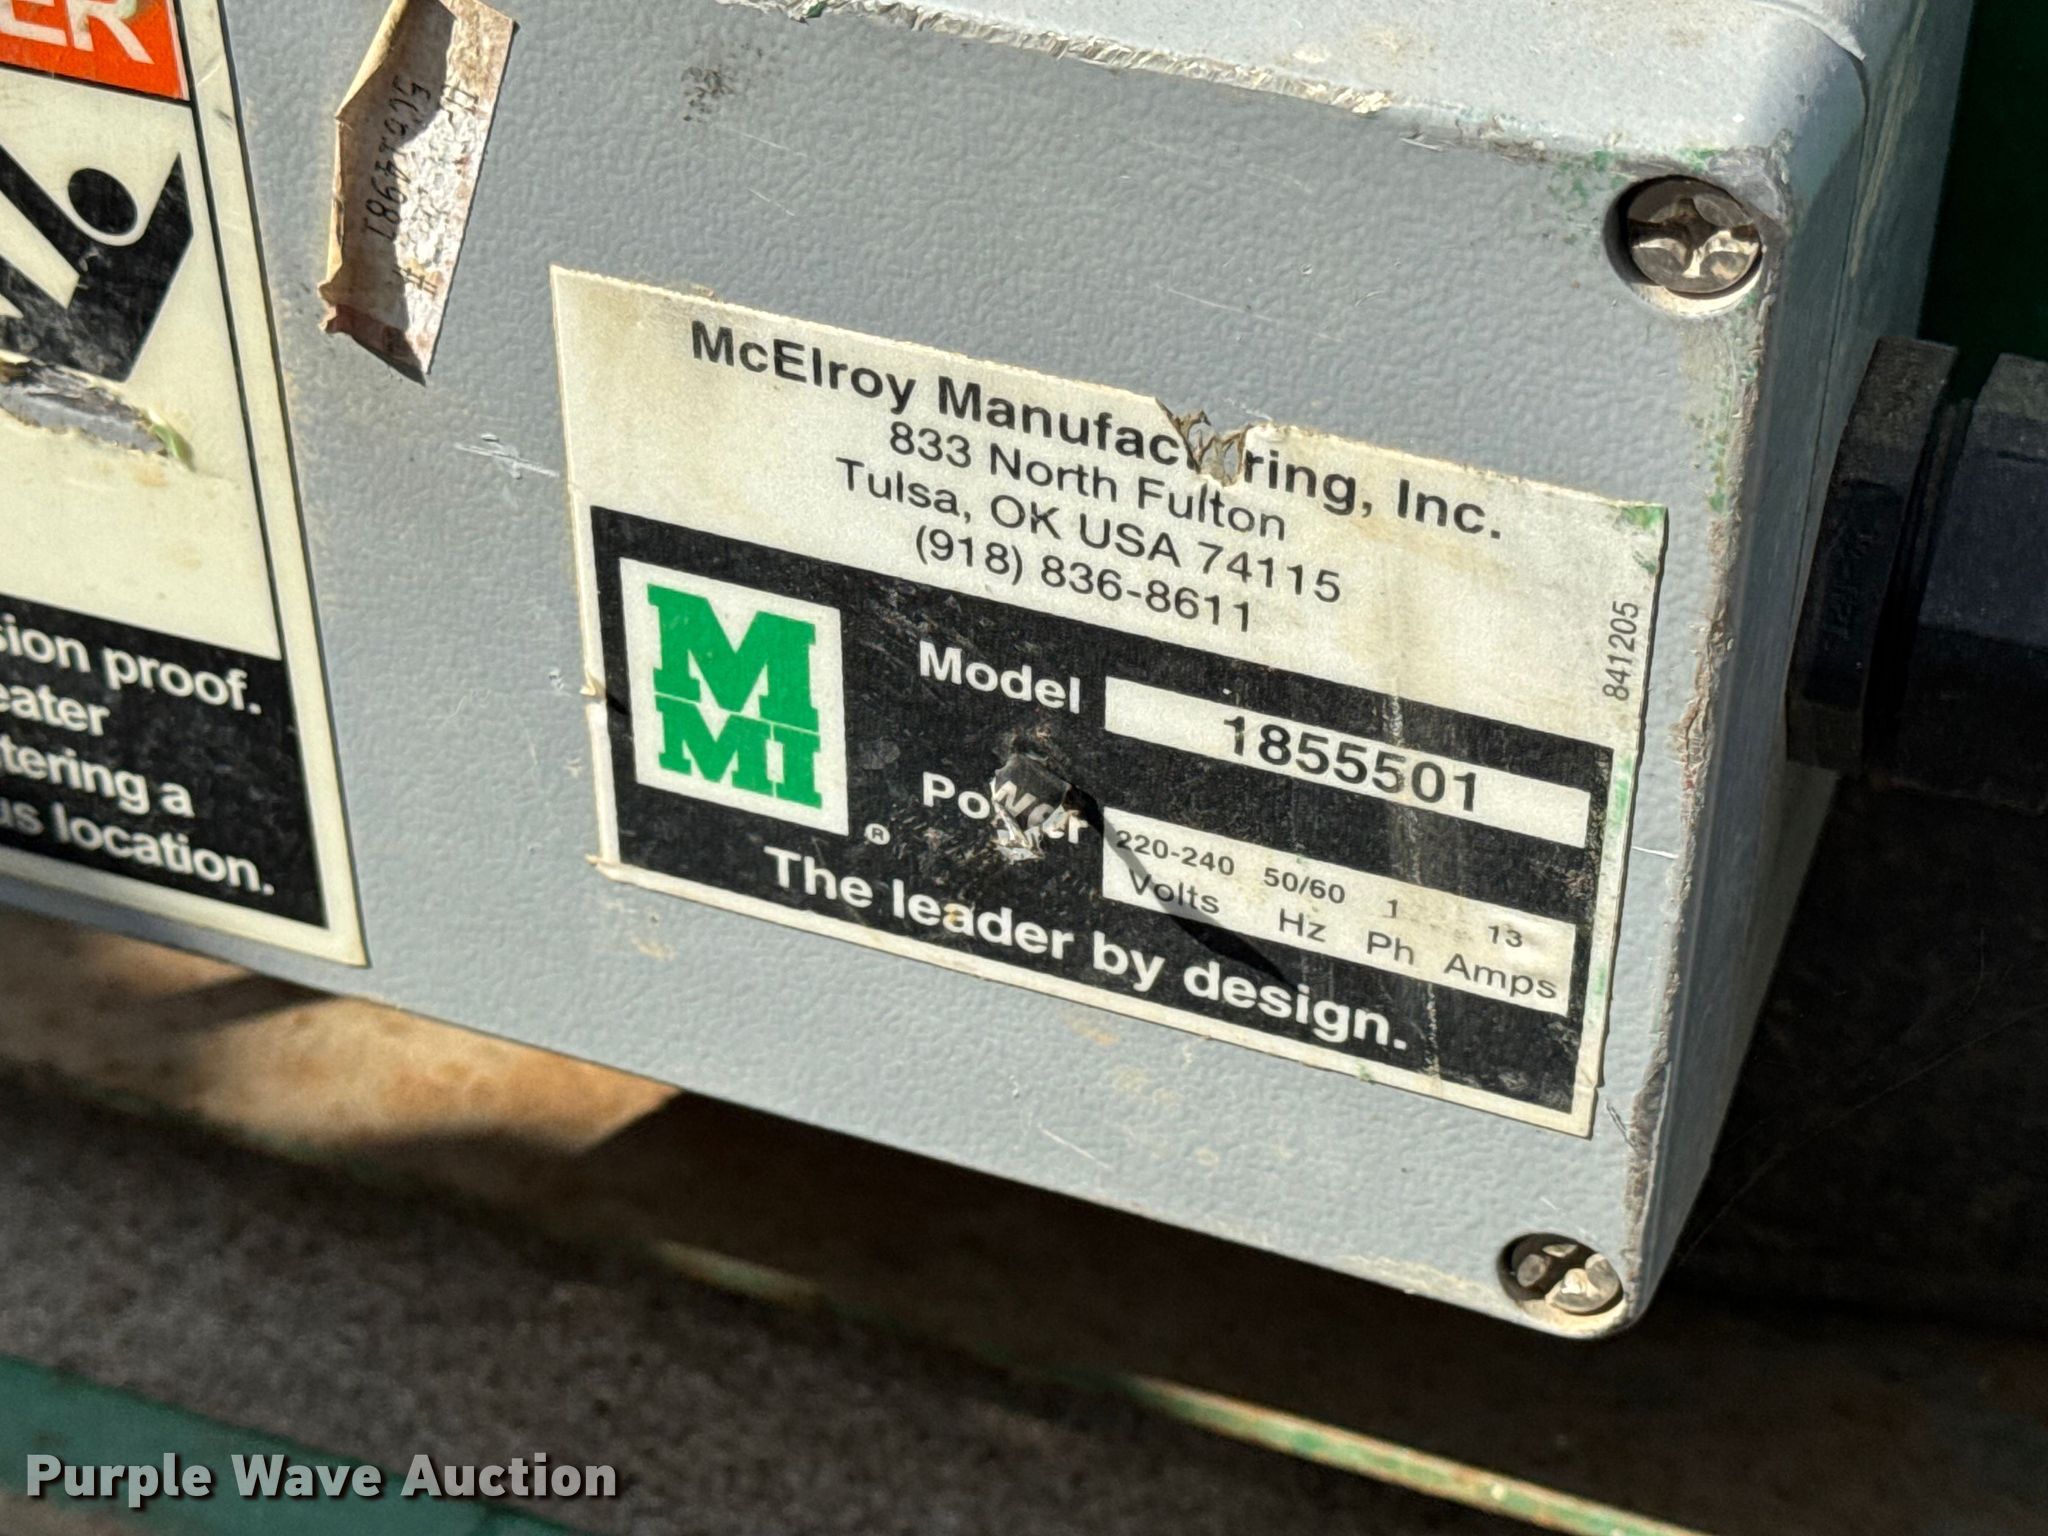 ER
McElroy Manufacturing, Inc.
833 North Fulton
Tulsa, OK USA 74115
(918) 836-8611
841205
M
MI
®
Model 1855501
Power
220-240 50/60 1 13
Volts Hz Ph Amps
The leader by design.
sion proof.
eater
tering a
us location.
Purple Wave Auction